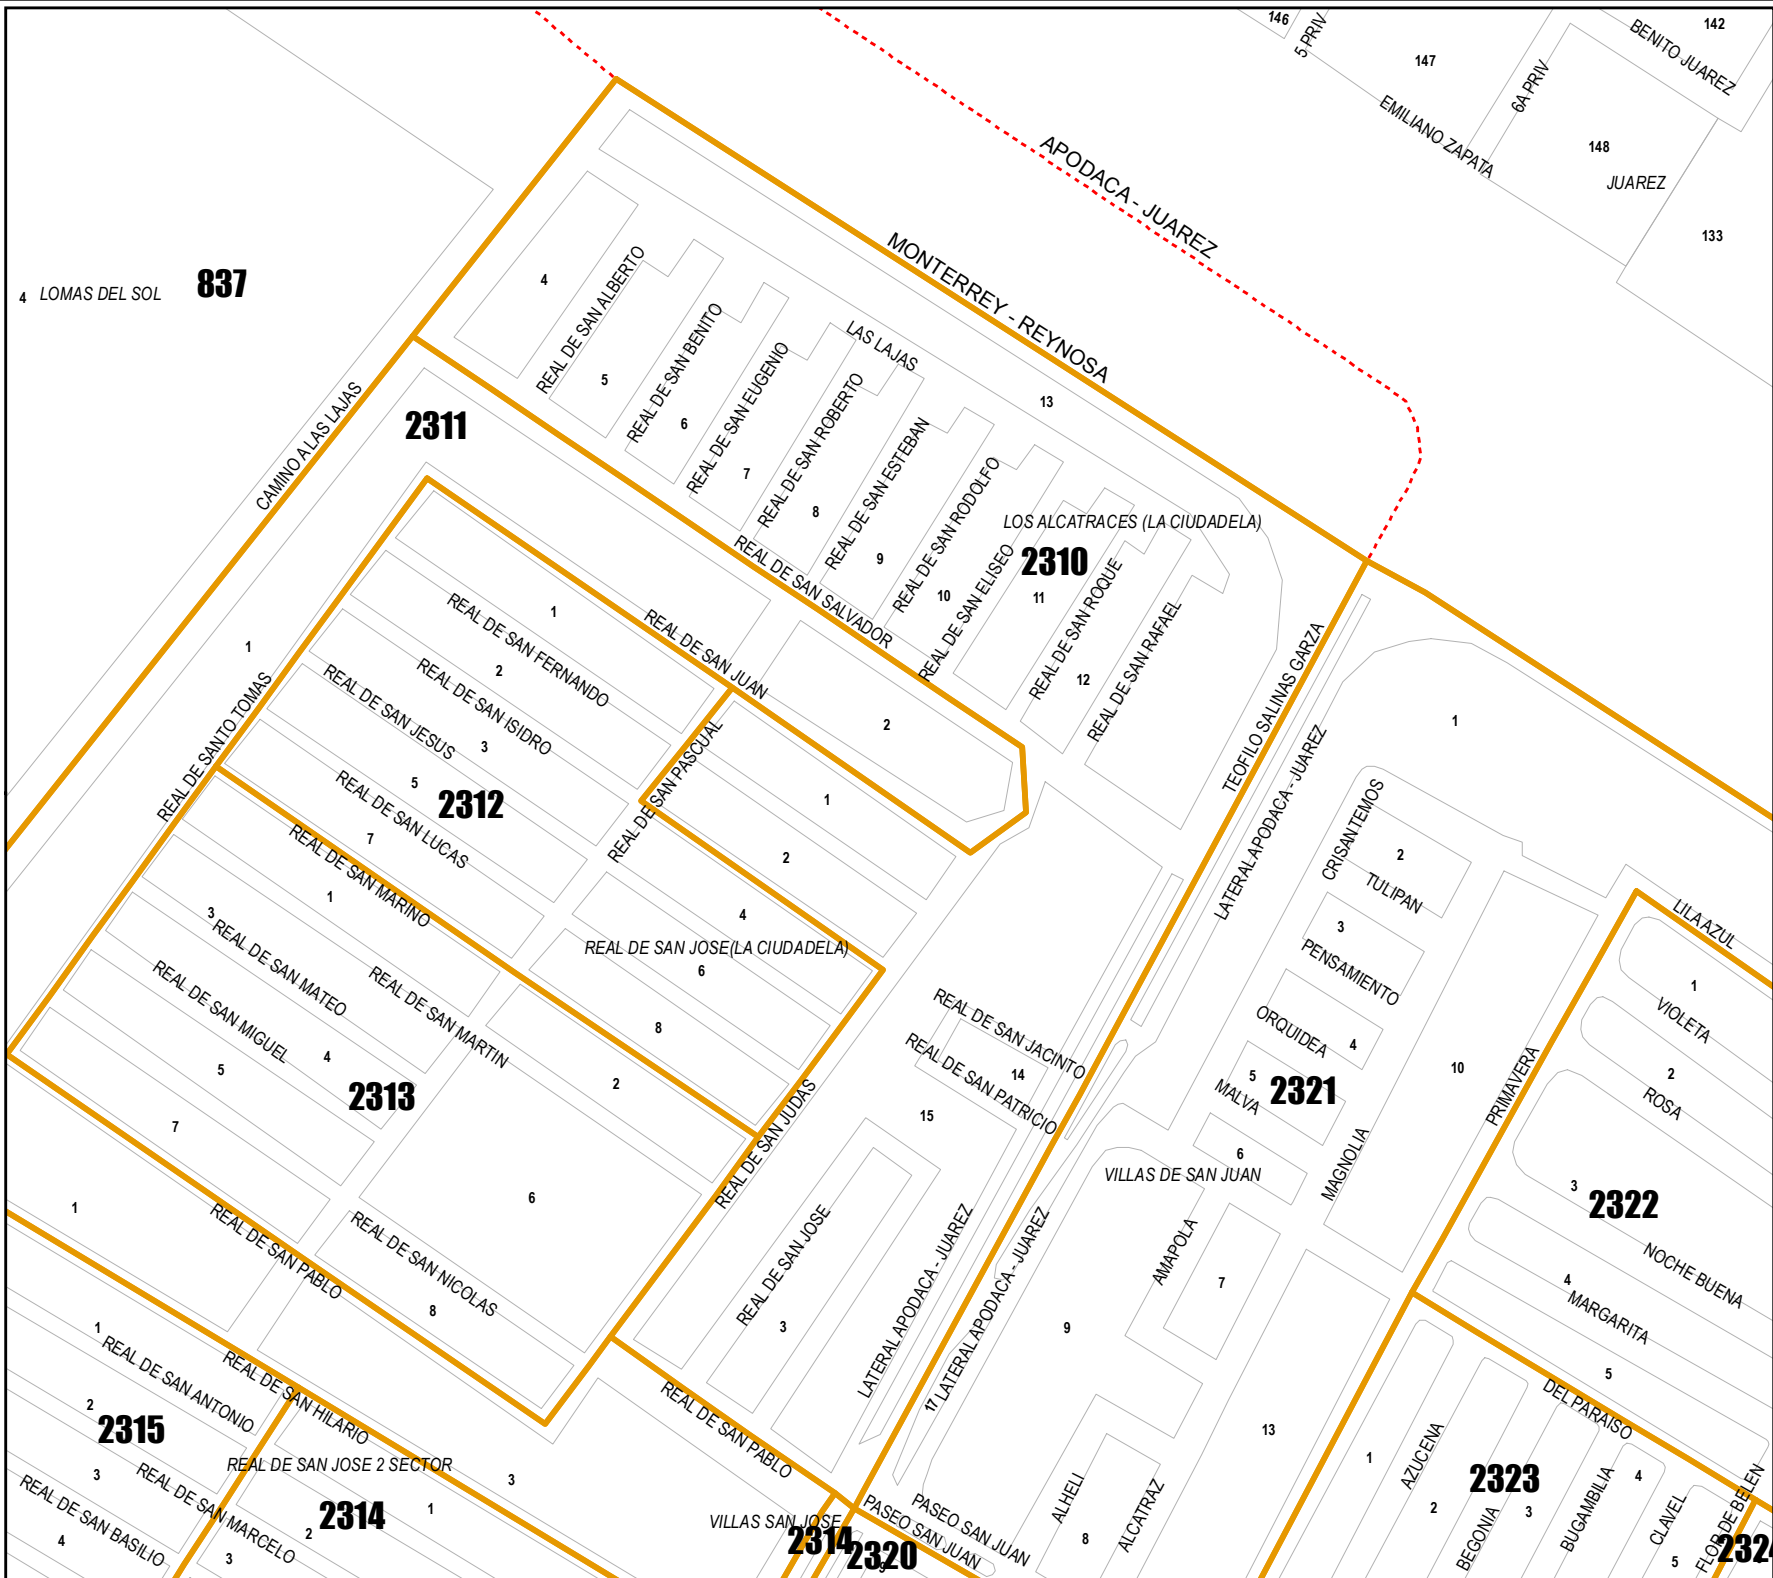 146
5 PRIV
147
142
BENITO JUAREZ
6A PRIV
EMILIANO ZAPATA
148
JUAREZ
133
APODACA - JUAREZ
MONTERREY - REYNOSA
4 LOMAS DEL SOL
837
CAMINO A LAS LAJAS
2311
4
REAL DE SAN ALBERTO
5
REAL DE SAN BENITO
6
REAL DE SAN EUGENIO
7
REAL DE SAN ROBERTO
8
LAS LAJAS
13
REAL DE SAN ESTEBAN
9
REAL DE SAN RODOLFO
10
LOS ALCATRACES (LA CIUDADELA)
2310
REAL DE SAN ELISEO
11
REAL DE SAN ROQUE
12
REAL DE SAN RAFAEL
REAL DE SAN SALVADOR
TEOFILO SALINAS GARZA
1
REAL DE SANTO TOMAS
1
REAL DE SAN FERNANDO
REAL DE SAN JUAN
2
REAL DE SAN ISIDRO
REAL DE SAN JESUS
3
5
2312
REAL DE SAN LUCAS
7
REAL DE SAN MARINO
REAL DE SAN PASCUAL
2
1
2
4
REAL DE SAN JOSE(LA CIUDADELA)
6
8
1
3
REAL DE SAN MATEO
REAL DE SAN MARTIN
REAL DE SAN MIGUEL
4
5
2313
2
7
6
REAL DE SAN JUDAS
REAL DE SAN PABLO
REAL DE SAN NICOLAS
8
1
REAL DE SAN JACINTO
REAL DE SAN PATRICIO
14
15
REAL DE SAN JOSE
3
LATERAL APODACA - JUAREZ
17 LATERAL APODACA - JUAREZ
LATERAL APODACA - JUAREZ
1
CRISANTEMOS
2
TULIPAN
3
PENSAMIENTO
ORQUIDEA
4
5
MALVA
2321
6
VILLAS DE SAN JUAN
MAGNOLIA
10
PRIMAVERA
LILA AZUL
1
VIOLETA
2
ROSA
3
2322
NOCHE BUENA
4
MARGARITA
5
DEL PARAISO
AMAPOLA
7
9
13
1
AZUCENA
2
2323
BEGONIA
3
BUGAMBILIA
4
CLAVEL
5
FLOR DE BELEN
2324
1
REAL DE SAN ANTONIO
REAL DE SAN HILARIO
2
2315
REAL DE SAN JOSE 2 SECTOR
3
3
REAL DE SAN MARCELO
REAL DE SAN BASILIO
4
2314
1
2
3
REAL DE SAN PABLO
VILLAS SAN JOSE
2314
2320
PASEO SAN JUAN
PASEO SAN JUAN
ALHELI
8
ALCATRAZ